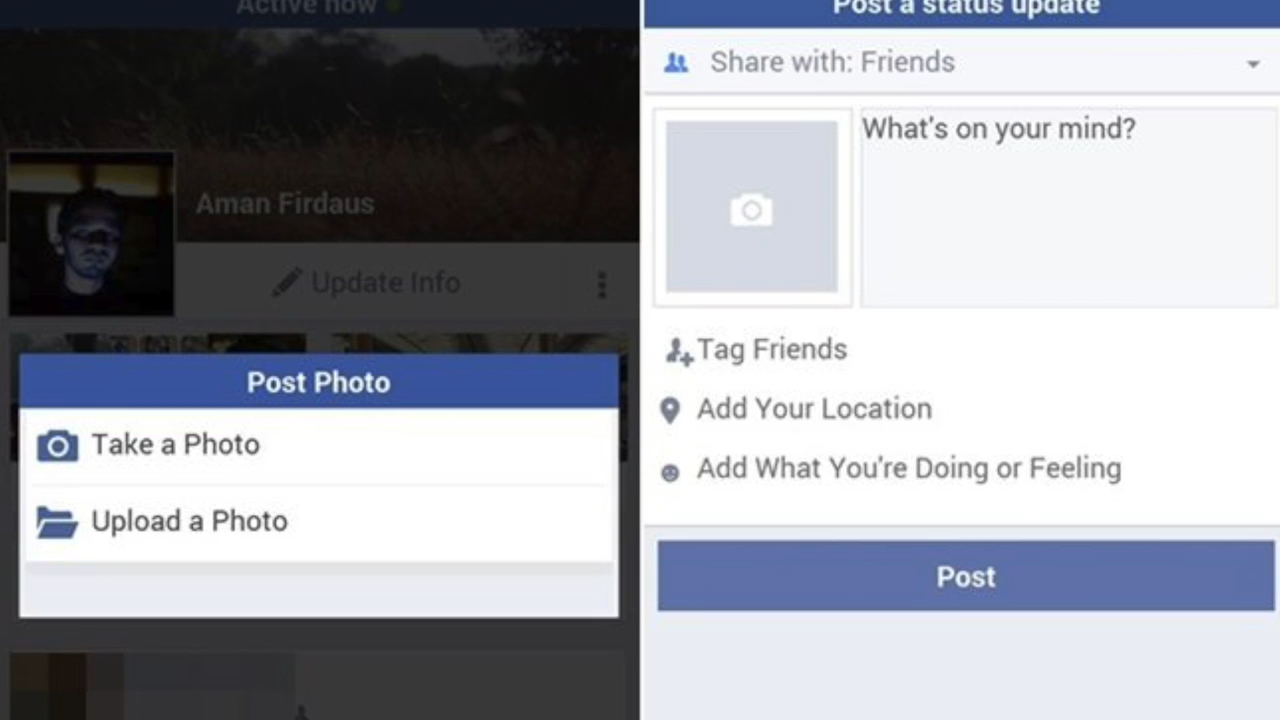 Active now
Aman Firdaus
Update Info
Post Photo
Take a Photo
Upload a Photo
Post a status update
Share with: Friends
What's on your mind?
Tag Friends
Add Your Location
Add What You're Doing or Feeling
Post